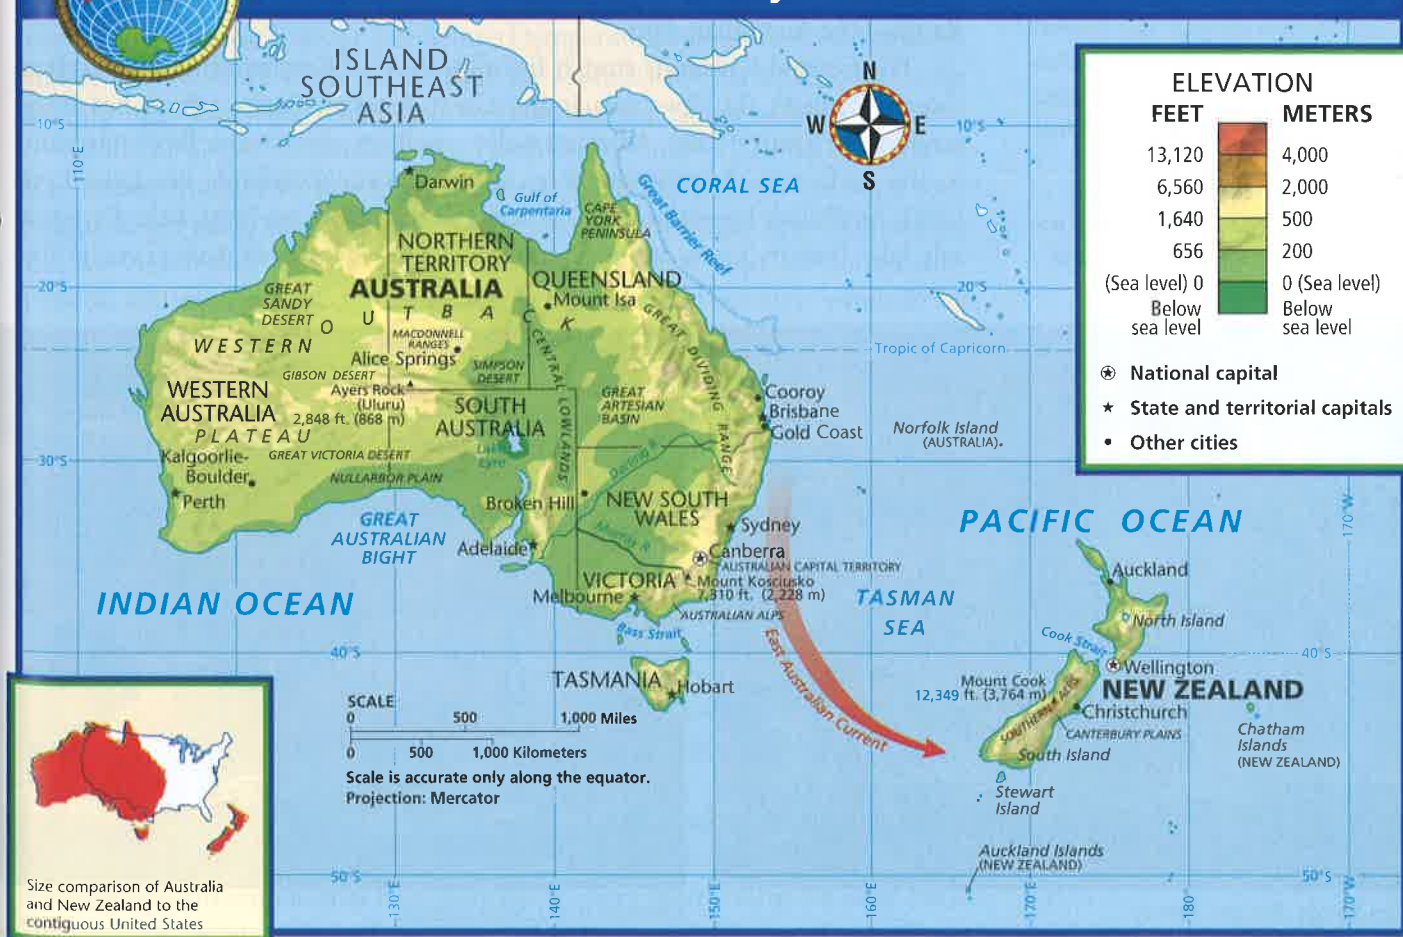 ISLAND
SOUTHEAST
ASIA
N
W
E
S
10°S
10°S
110°E
Darwin
Gulf of
Carpentaria
CAPE
YORK
PENINSULA
CORAL SEA
Great Barrier Reef
NORTHERN
TERRITORY
AUSTRALIA
QUEENSLAND
Mount Isa
20°S
20°S
GREAT
SANDY
DESERT
OUTBACK
WESTERN
MACDONNELL
RANGES
Alice Springs
GIBSON DESERT
SIMPSON
DESERT
CENTRAL LOWLANDS
GREAT DIVIDING RANGE
Tropic of Capricorn
WESTERN
AUSTRALIA
Ayers Rock
(Uluru)
2,848 ft. (868 m)
SOUTH
AUSTRALIA
GREAT
ARTESIAN
BASIN
Cooroy
Brisbane
Gold Coast
Norfolk Island
(AUSTRALIA)
PLATEAU
GREAT VICTORIA DESERT
Lake
Eyre
Darling R.
Kalgoorlie-
Boulder
30°S
NULLARBOR PLAIN
Perth
Broken Hill
NEW SOUTH
WALES
Sydney
GREAT
AUSTRALIAN
BIGHT
Adelaide
Murray R.
Canberra
AUSTRALIAN CAPITAL TERRITORY
VICTORIA
Mount Kosciusko
7,310 ft. (2,228 m)
Melbourne
AUSTRALIAN ALPS
INDIAN OCEAN
PACIFIC OCEAN
TASMAN
SEA
Bass Strait
East Australian Current
40°S
40°S
TASMANIA
Hobart
Auckland
North Island
Cook Strait
Wellington
NEW ZEALAND
Mount Cook
12,349 ft. (3,764 m)
SOUTHERN ALPS
Christchurch
CANTERBURY PLAINS
South Island
Chatham
Islands
(NEW ZEALAND)
Stewart
Island
Auckland Islands
(NEW ZEALAND)
50°S
50°S
130°E
140°E
150°E
160°E
170°E
180°
170°W
170°W
SCALE
0 500 1,000 Miles
0 500 1,000 Kilometers
Scale is accurate only along the equator.
Projection: Mercator
ELEVATION
FEET METERS
13,120 4,000
6,560 2,000
1,640 500
656 200
(Sea level) 0 0 (Sea level)
Below Below
sea level sea level
National capital
State and territorial capitals
Other cities
Size comparison of Australia
and New Zealand to the
contiguous United States